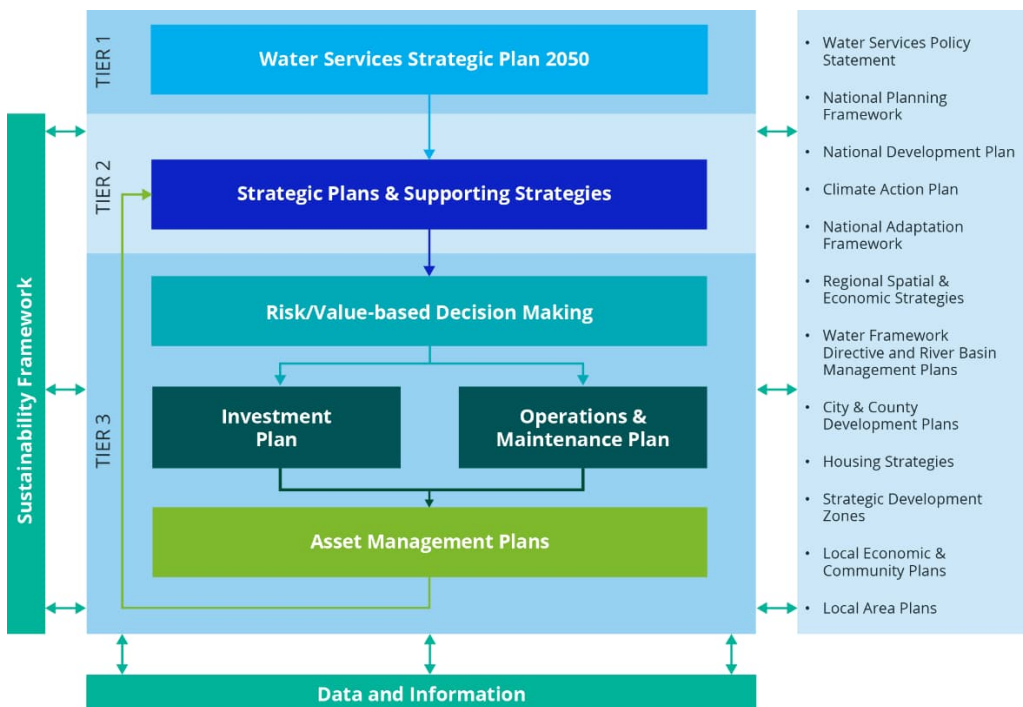 TIER 1
Water Services Strategic Plan 2050
TIER 2
Strategic Plans & Supporting Strategies
TIER 3
Risk/Value-based Decision Making
Investment
Plan
Operations &
Maintenance Plan
Asset Management Plans
Sustainability Framework
Data and Information
• Water Services Policy
Statement
• National Planning
Framework
• National Development Plan
• Climate Action Plan
• National Adaptation
Framework
• Regional Spatial &
Economic Strategies
• Water Framework
Directive and River Basin
Management Plans
• City & County
Development Plans
• Housing Strategies
• Strategic Development
Zones
• Local Economic &
Community Plans
• Local Area Plans